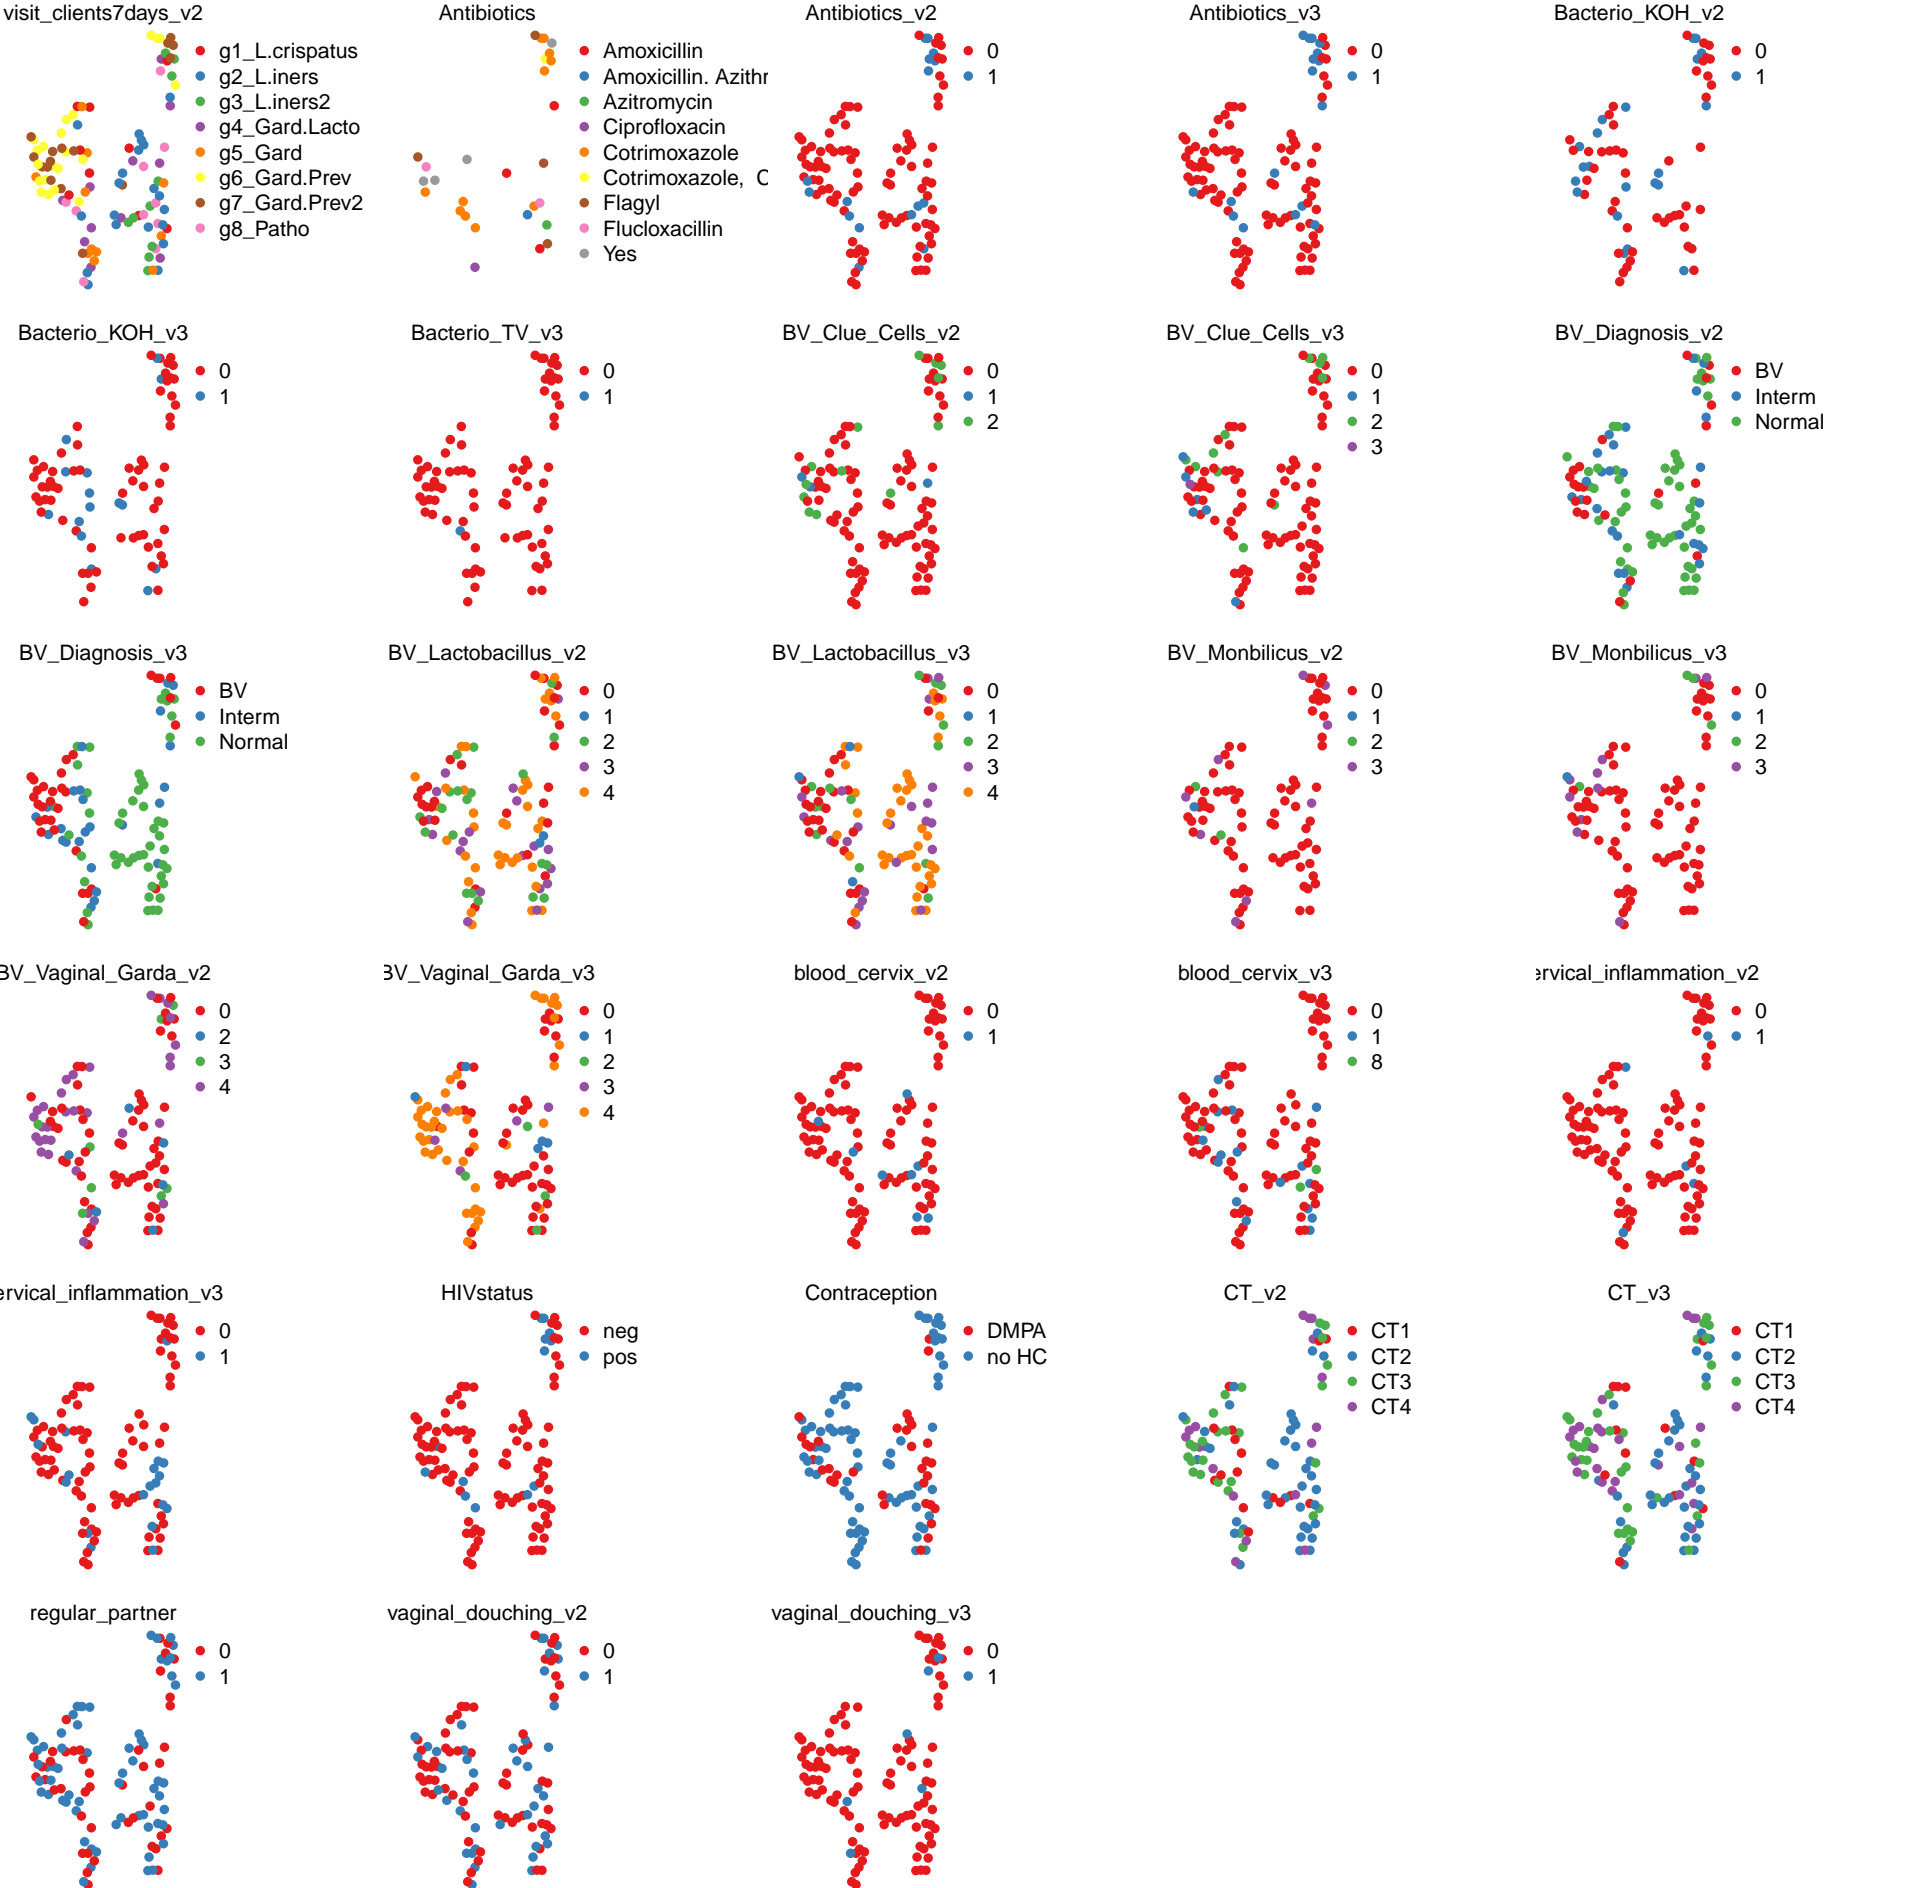 visit_clients7days_v2
g1_L.crispatus
g2_L.iners
g3_L.iners2
g4_Gard.Lacto
g5_Gard
g6_Gard.Prev
g7_Gard.Prev2
g8_Patho
Antibiotics
Amoxicillin
Amoxicillin. Azithr
Azitromycin
Ciprofloxacin
Cotrimoxazole
Cotrimoxazole, C
Flagyl
Flucloxacillin
Yes
Antibiotics_v2
0
1
Antibiotics_v3
0
1
Bacterio_KOH_v2
0
1
Bacterio_KOH_v3
0
1
Bacterio_TV_v3
0
1
BV_Clue_Cells_v2
0
1
2
BV_Clue_Cells_v3
0
1
2
3
BV_Diagnosis_v2
BV
Interm
Normal
BV_Diagnosis_v3
BV
Interm
Normal
BV_Lactobacillus_v2
0
1
2
3
4
BV_Lactobacillus_v3
0
1
2
3
4
BV_Monbilicus_v2
0
1
2
3
BV_Monbilicus_v3
0
1
2
3
BV_Vaginal_Garda_v2
0
2
3
4
BV_Vaginal_Garda_v3
0
1
2
3
4
blood_cervix_v2
0
1
blood_cervix_v3
0
1
8
ervical_inflammation_v2
0
1
ervical_inflammation_v3
0
1
HIVstatus
neg
pos
Contraception
DMPA
no HC
CT_v2
CT1
CT2
CT3
CT4
CT_v3
CT1
CT2
CT3
CT4
regular_partner
0
1
vaginal_douching_v2
0
1
vaginal_douching_v3
0
1